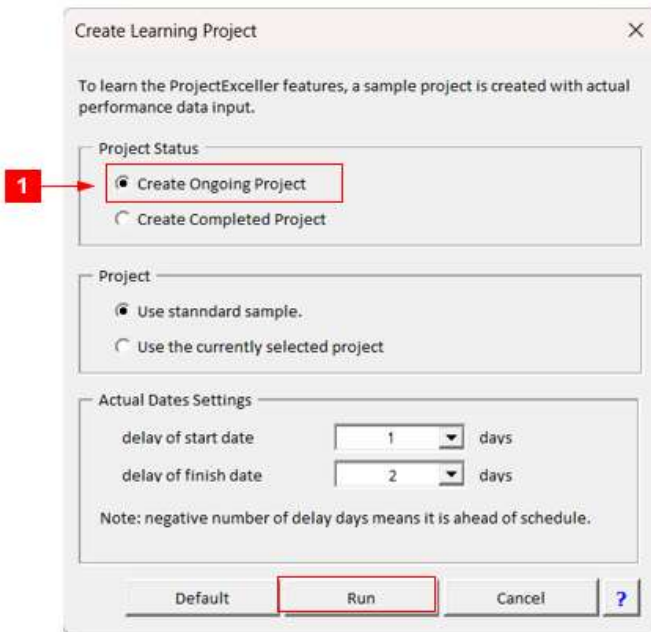 Create Learning Project
To learn the ProjectExceller features, a sample project is created with actual
performance data input.
Project Status
1
Create Ongoing Project
Create Completed Project
Project
Use stanndard sample.
Use the currently selected project
Actual Dates Settings
delay of start date 1 days
delay of finish date 2 days
Note: negative number of delay days means it is ahead of schedule.
Default Run Cancel ?